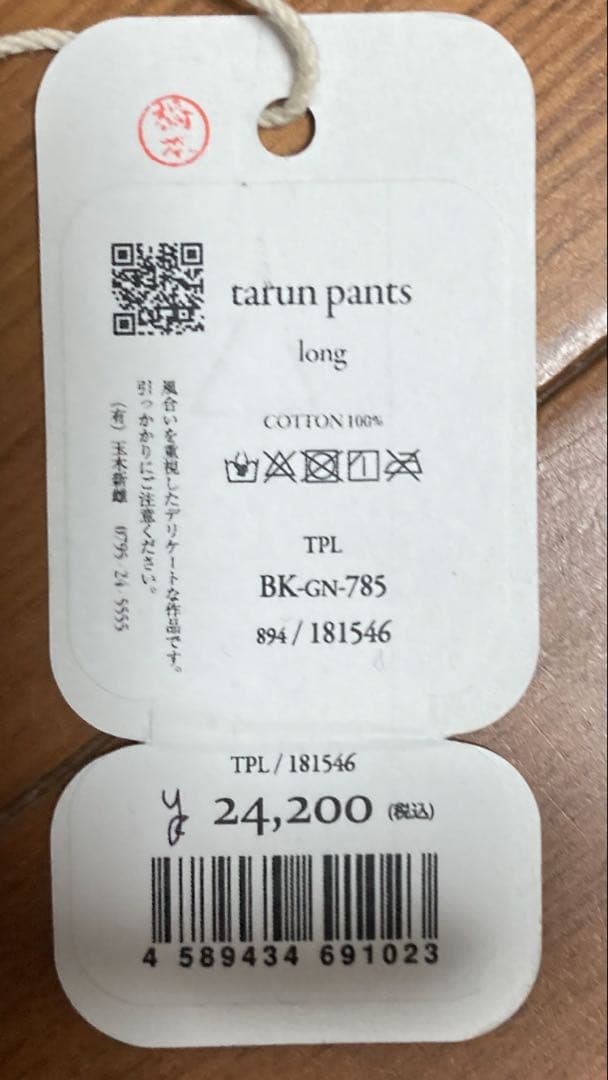 tarun pants
long
COTTON 100%
TPL
BK-GN-785
894 / 181546
風合いを重視したデリケートな作品です。
引っかかりにご注意ください。
(有) 玉木新雌 0795-24-5555
TPL / 181546
y 24,200 (税込)
4 589434 691023